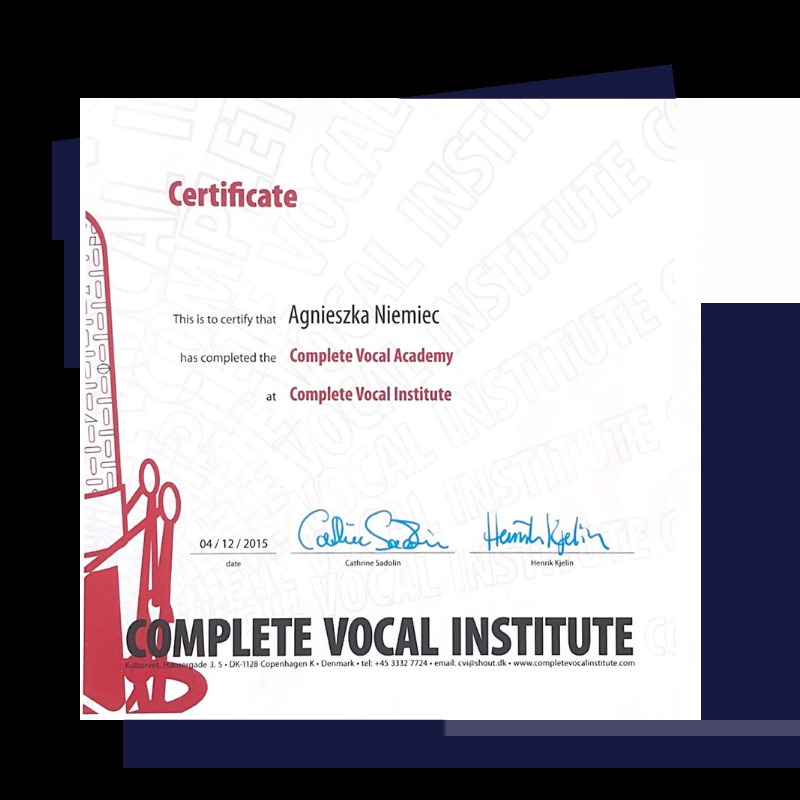 Certificate
This is to certify that Agnieszka Niemiec
has completed the Complete Vocal Academy
at Complete Vocal Institute
04 / 12 / 2015
Cathrine Sadolin
Henrik Kjelin
date
Cathrine Sadolin
Henrik Kjelin
COMPLETE VOCAL INSTITUTE
Kultorvet, Hausergade 3, 5 • DK-1128 Copenhagen K • Denmark • tel: +45 3332 7724 • email: cvi@shout.dk • www.completevocalinstitute.com